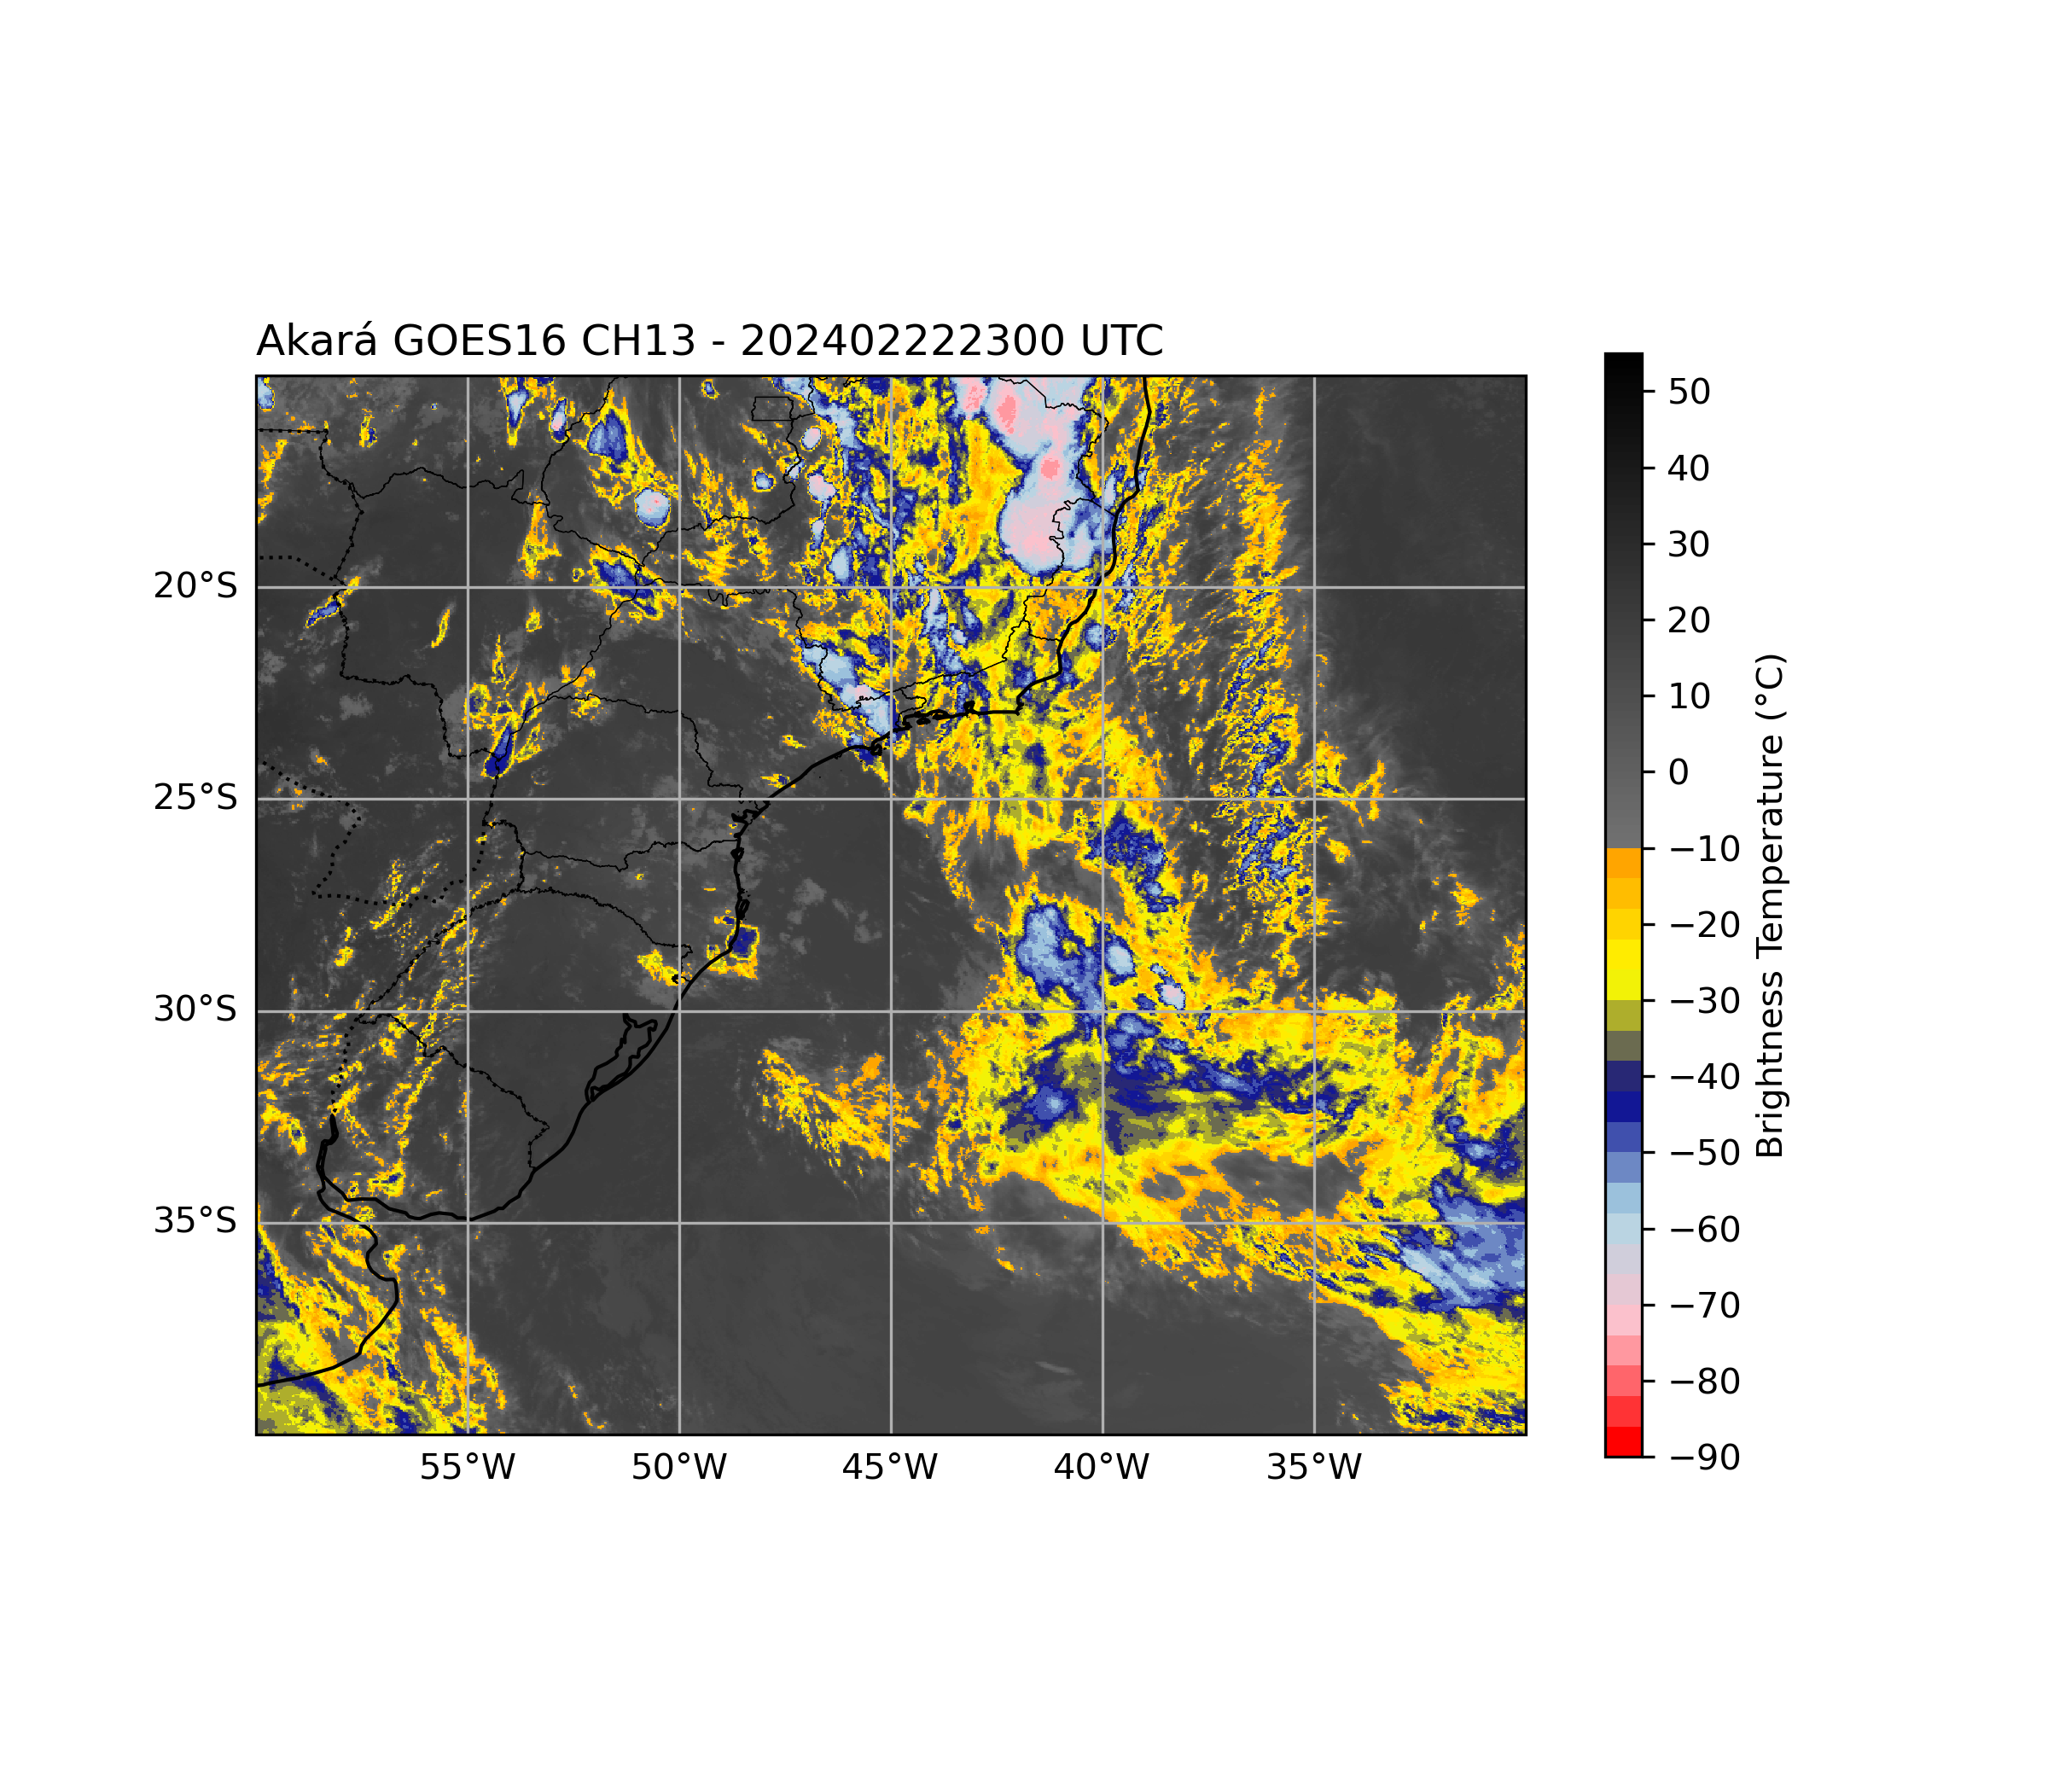 Akará GOES16 CH13 - 202402222300 UTC
20°S
25°S
30°S
35°S
55°W
50°W
45°W
40°W
35°W
50
40
30
20
10
0
−10
−20
−30
−40
−50
−60
−70
−80
−90
Brightness Temperature (°C)